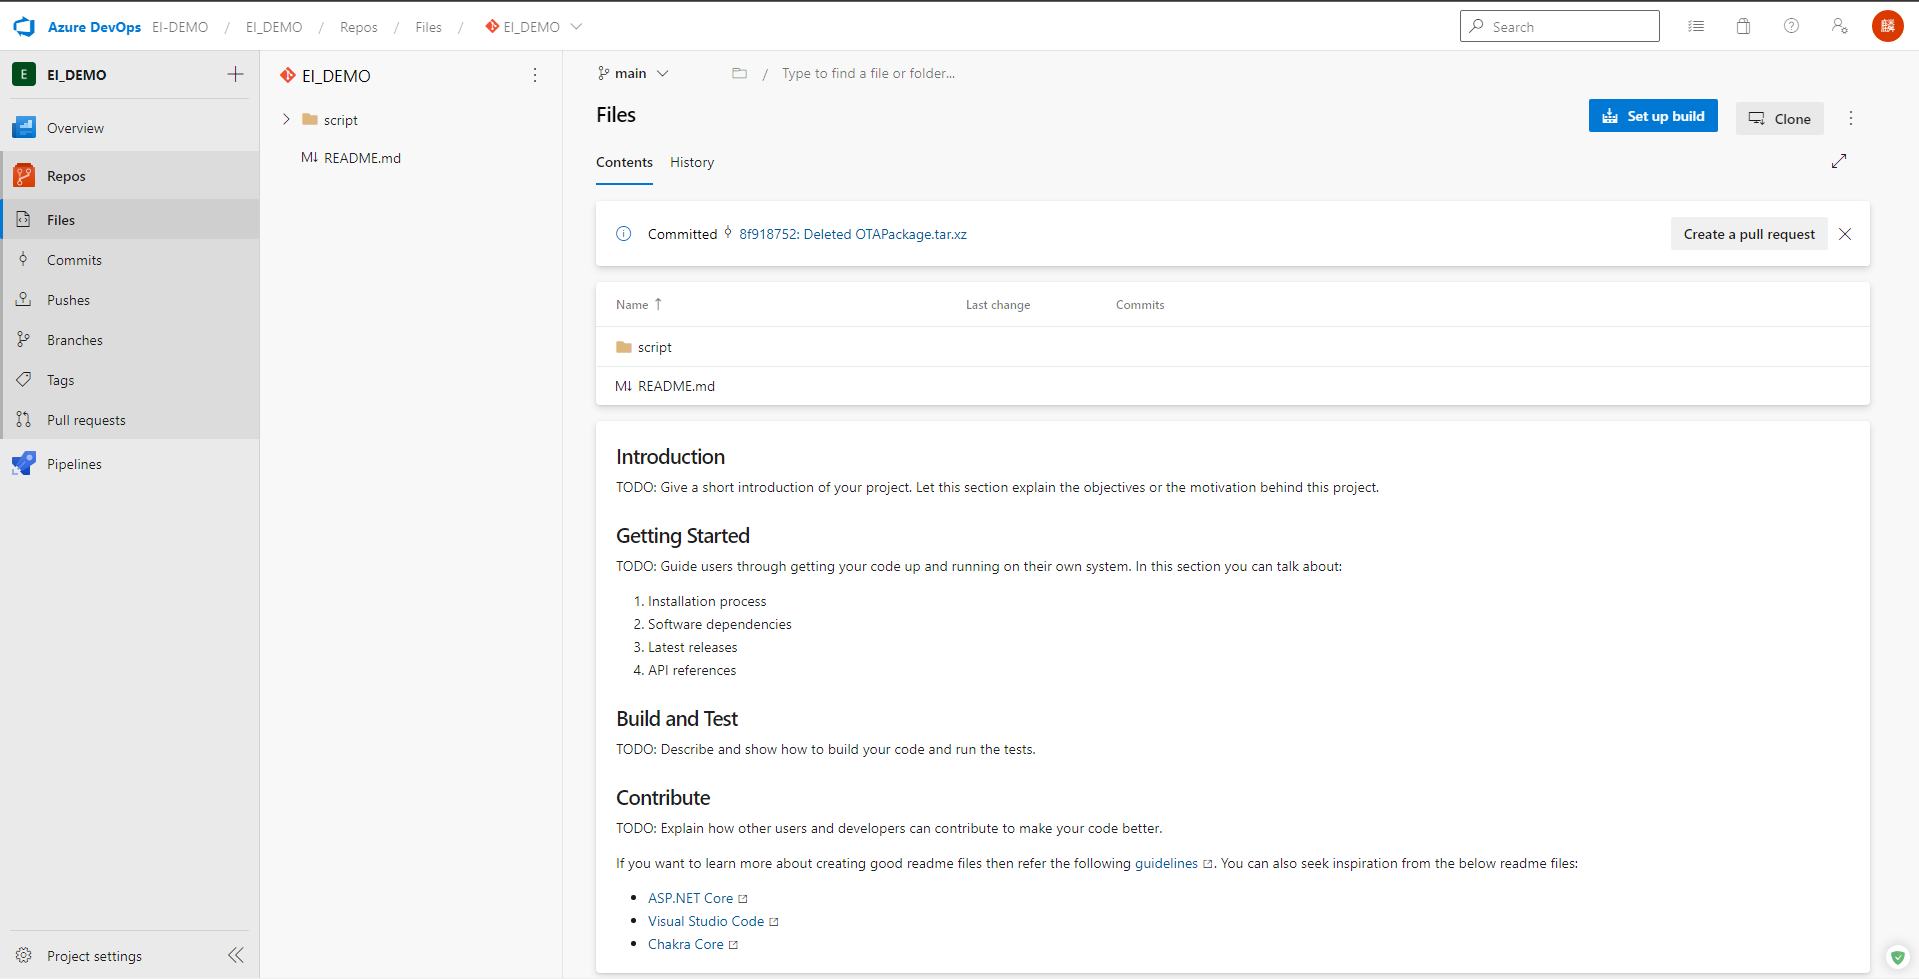 Azure DevOps EI-DEMO / EI_DEMO / Repos / Files / EI_DEMO
Search
麟
E EI_DEMO
Overview
Repos
Files
Commits
Pushes
Branches
Tags
Pull requests
Pipelines
Project settings
EI_DEMO
script
M↓ README.md
main
/ Type to find a file or folder...
Files
Set up build
Clone
Contents History
Committed 8f918752: Deleted OTAPackage.tar.xz
Create a pull request
Name ↑ Last change Commits
script
M↓ README.md
Introduction
TODO: Give a short introduction of your project. Let this section explain the objectives or the motivation behind this project.
Getting Started
TODO: Guide users through getting your code up and running on their own system. In this section you can talk about:
1. Installation process
2. Software dependencies
3. Latest releases
4. API references
Build and Test
TODO: Describe and show how to build your code and run the tests.
Contribute
TODO: Explain how other users and developers can contribute to make your code better.
If you want to learn more about creating good readme files then refer the following guidelines. You can also seek inspiration from the below readme files:
• ASP.NET Core
• Visual Studio Code
• Chakra Core